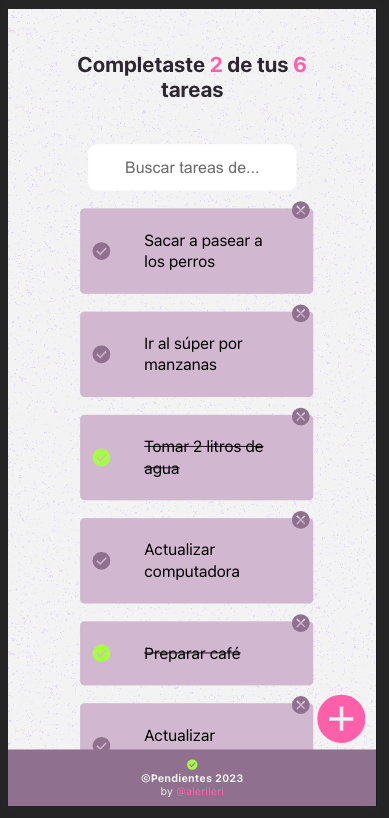 Completaste 2 de tus 6
tareas
Buscar tareas de...
Sacar a pasear a
los perros
Ir al súper por
manzanas
Tomar 2 litros de
agua
Actualizar
computadora
Preparar café
Actualizar
©Pendientes 2023
by @alerileri